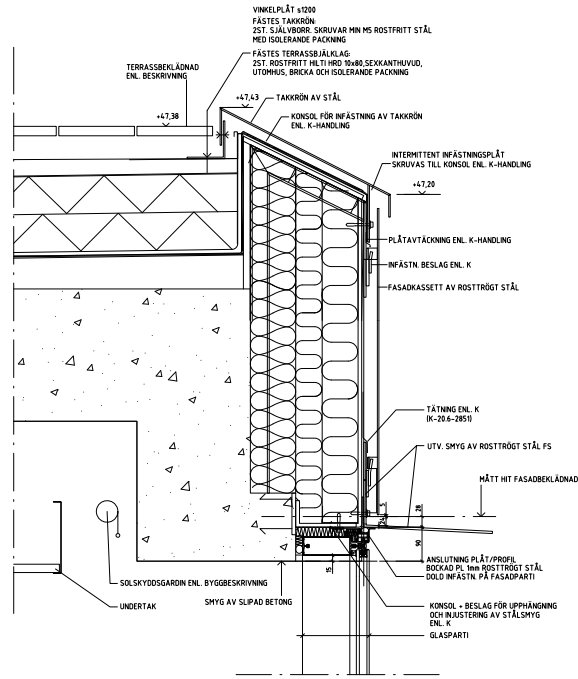 VINKELPLÅT s1200
FÄSTES TAKKRÖN:
2ST. SJÄLVBORR. SKRUVAR MIN M5 ROSTFRITT STÅL
MED ISOLERANDE PACKNING
FÄSTES TERRASSBJÄLKLAG:
2ST. ROSTFRITT HILTI HRD 10x80,SEXKANTHUVUD,
UTOMHUS, BRICKA OCH ISOLERANDE PACKNING
TERRASSBEKLÄDNAD
ENL. BESKRIVNING
+47,43
TAKKRÖN AV STÅL
+47,38
KONSOL FÖR INFÄSTNING AV TAKKRÖN
ENL. K-HANDLING
INTERMITTENT INFÄSTNINGSPLÅT
SKRUVAS TILL KONSOL ENL. K-HANDLING
+47,20
PLÅTAVTÄCKNING ENL. K-HANDLING
INFÄSTN. BESLAG ENL. K
FASADKASSETT AV ROSTTRÖGT STÅL
TÄTNING ENL. K
(K-20.6-2851)
UTV. SMYG AV ROSTTRÖGT STÅL FS
MÅTT HIT FASADBEKLÄDNAD
5
28
24
90
15
ANSLUTNING PLÅT/PROFIL
BOCKAD PL 1mm ROSTTRÖGT STÅL
DOLD INFÄSTN. PÅ FASADPARTI
SOLSKYDDSGARDIN ENL. BYGGBESKRIVNING
SMYG AV SLIPAD BETONG
UNDERTAK
KONSOL + BESLAG FÖR UPPHÄNGNING
OCH INJUSTERING AV STÅLSMYG
ENL. K
GLASPARTI